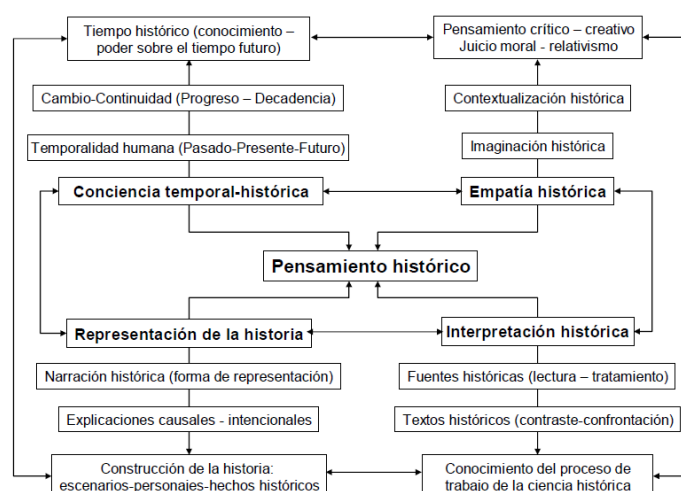 Tiempo histórico (conocimiento –
poder sobre el tiempo futuro)
Pensamiento crítico – creativo
Juicio moral - relativismo
Cambio-Continuidad (Progreso – Decadencia)
Contextualización histórica
Temporalidad humana (Pasado-Presente-Futuro)
Imaginación histórica
Conciencia temporal-histórica
Empatía histórica
Pensamiento histórico
Representación de la historia
Interpretación histórica
Narración histórica (forma de representación)
Fuentes históricas (lectura – tratamiento)
Explicaciones causales - intencionales
Textos históricos (contraste-confrontación)
Construcción de la historia:
escenarios-personajes-hechos históricos
Conocimiento del proceso de
trabajo de la ciencia histórica